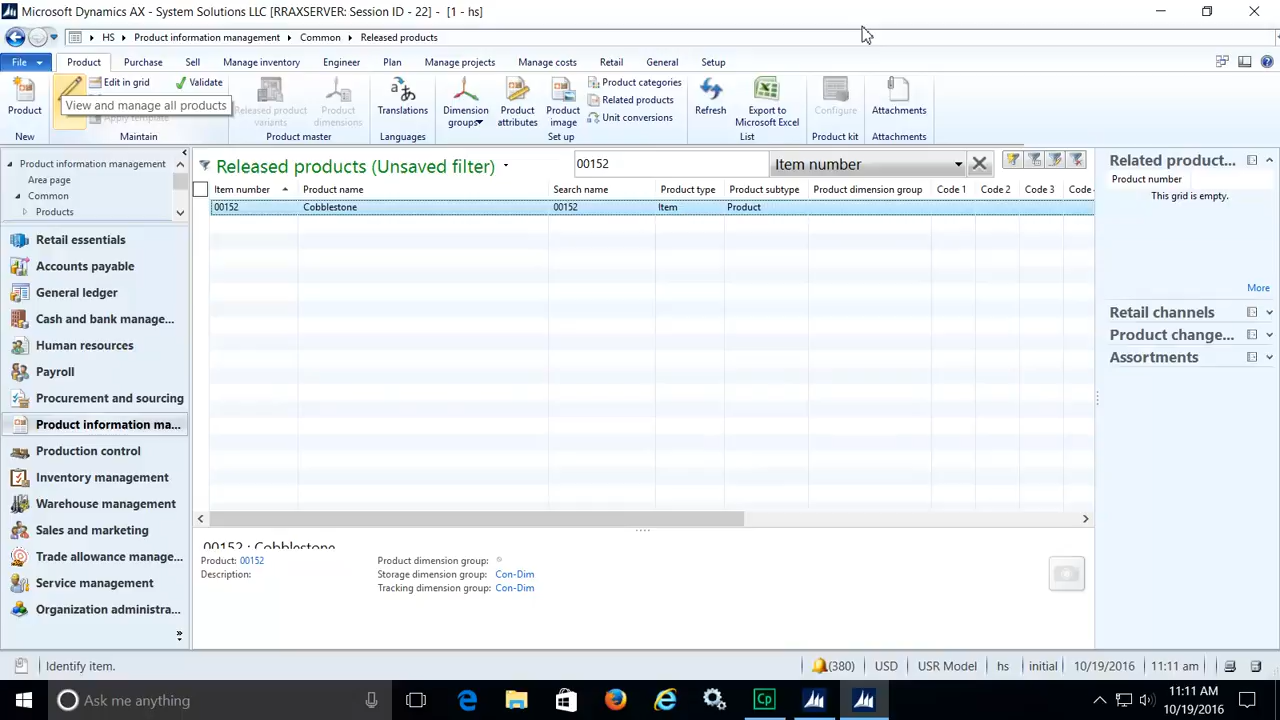 Microsoft Dynamics AX - System Solutions LLC [RRAXSERVER: Session ID - 22] - [1 - hs]
HS Product information management Common Released products
File Product Purchase Sell Manage inventory Engineer Plan Manage projects Manage costs Retail General Setup
Product
New
Edit in grid
Validate
View and manage all products
Apply template
Maintain
Released product variants
Product dimensions
Product master
Translations
Languages
Dimension groups
Product attributes
Product image
Product categories
Related products
Unit conversions
Set up
Refresh
Export to Microsoft Excel
List
Configure
Product kit
Attachments
Attachments
Product information management
Area page
Common
Products
Retail essentials
Accounts payable
General ledger
Cash and bank manage...
Human resources
Payroll
Procurement and sourcing
Product information ma...
Production control
Inventory management
Warehouse management
Sales and marketing
Trade allowance manage...
Service management
Organization administra...
Released products (Unsaved filter)
00152
Item number
Item number Product name Search name Product type Product subtype Product dimension group Code 1 Code 2 Code 3 Code
00152 Cobblestone 00152 Item Product
00152 : Cobblestone
Product: 00152
Description:
Product dimension group:
Storage dimension group: Con-Dim
Tracking dimension group: Con-Dim
Related product...
Product number
This grid is empty.
More
Retail channels
Product change...
Assortments
Identify item.
(380) USD USR Model hs initial 10/19/2016 11:11 am
Ask me anything
Cp
11:11 AM
10/19/2016